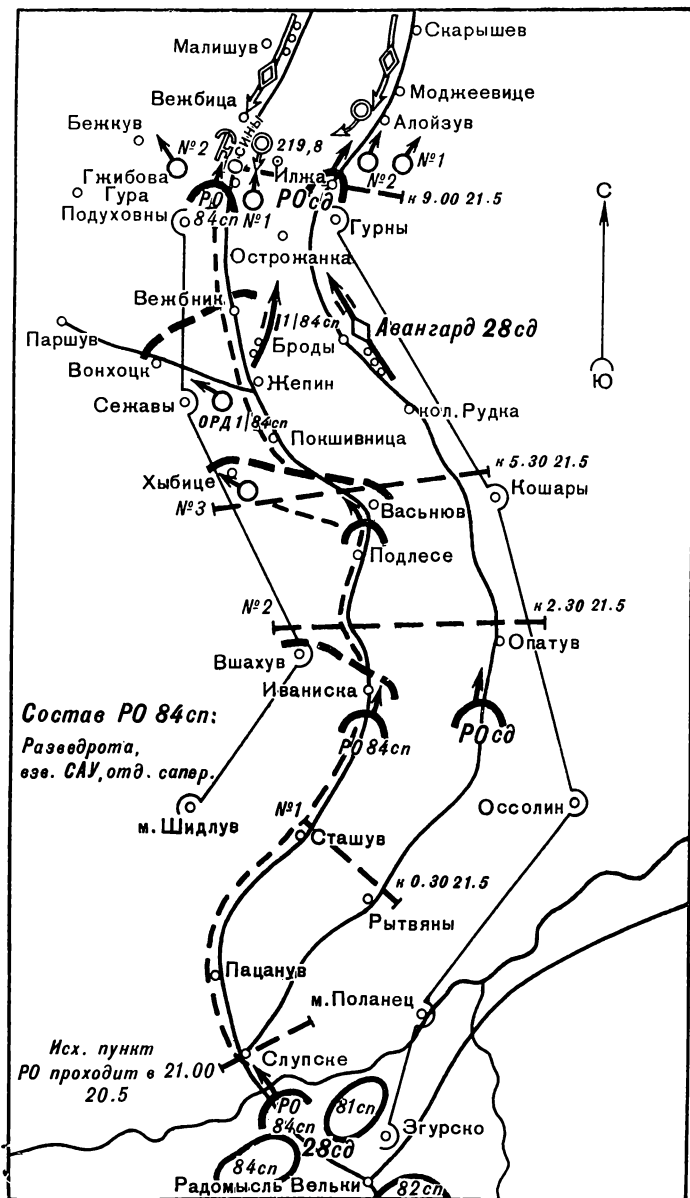 Скарышев
Малишув
Моджеевице
Вежбица
Алойзув
Бежкув
№2
219,8
№1
Гжибова Гура
Илжа
№2
РО 84сп
№1
РО сд
к 9.00 21.5
Подуховны
Гурны
С
Острожанка
Вежбник
1/84сп
Авангард 28сд
Паршув
Броды
Вонхоцк
Ю
Жепин
Сежавы
кол. Рудка
ОРД 1/84сп
Покшивница
к 5.30 21.5
Хыбице
Кошары
№3
Васьнюв
Подлесе
№2
к 2.30 21.5
Вшахув
Опатув
Иваниска
Состав РО 84сп:
Разведрота,
взв. САУ, отд. сапер.
РО 84сп
РО сд
№1
Оссолин
м. Шидлув
Сташув
к 0.30 21.5
Рытвяны
Пацанув
м. Поланец
Исх. пункт
РО проходит в 21.00
20.5
Слупске
РО
84сп
81сп
Згурско
28сд
84сп
Радомысль Вельки
82сп